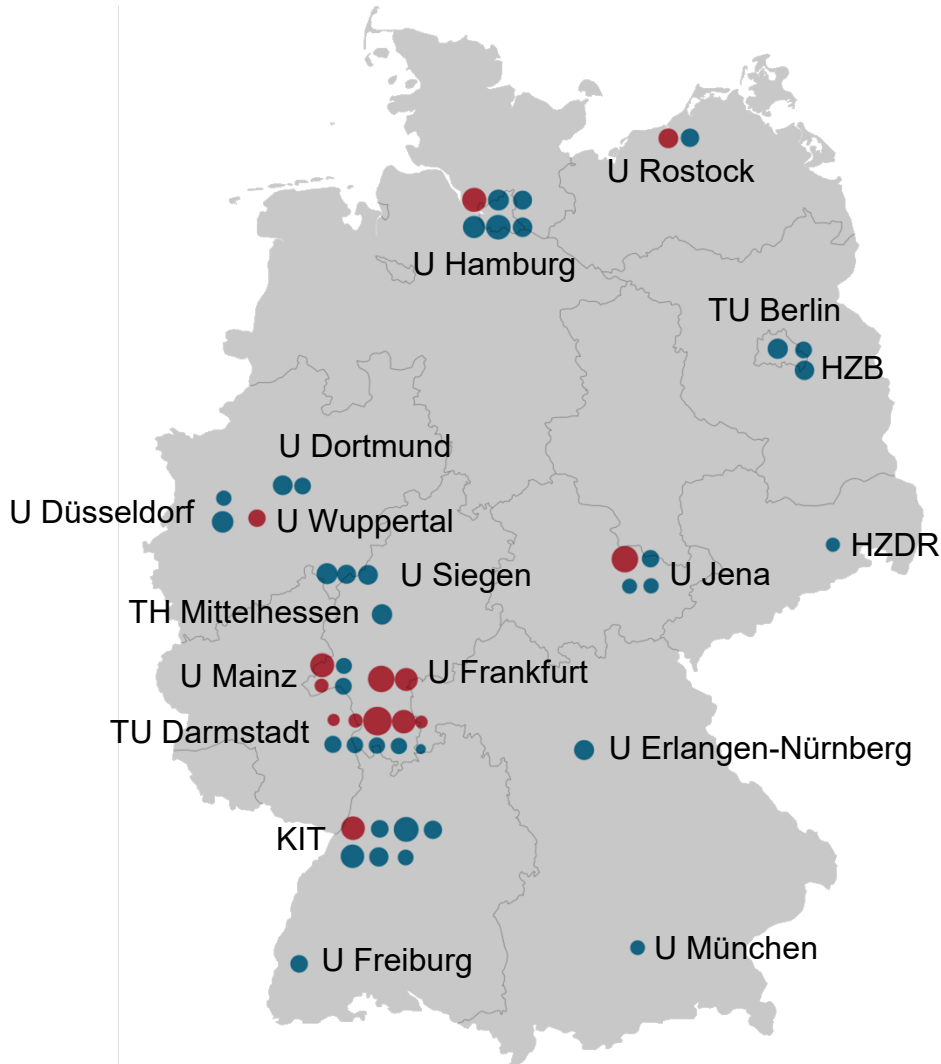 U Rostock
U Hamburg
TU Berlin
HZB
U Dortmund
U Düsseldorf
U Wuppertal
HZDR
U Siegen
U Jena
TH Mittelhessen
U Mainz
U Frankfurt
TU Darmstadt
U Erlangen-Nürnberg
KIT
U Freiburg
U München